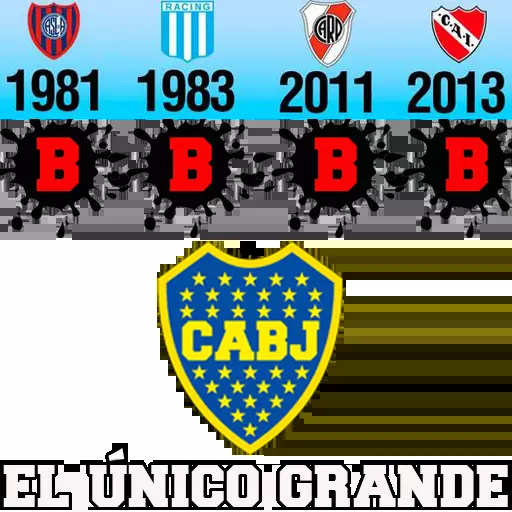 CASLA RACING CARP C.A.I.
1981 1983 2011 2013
B B B B
CABJ
EL ÚNICO GRANDE